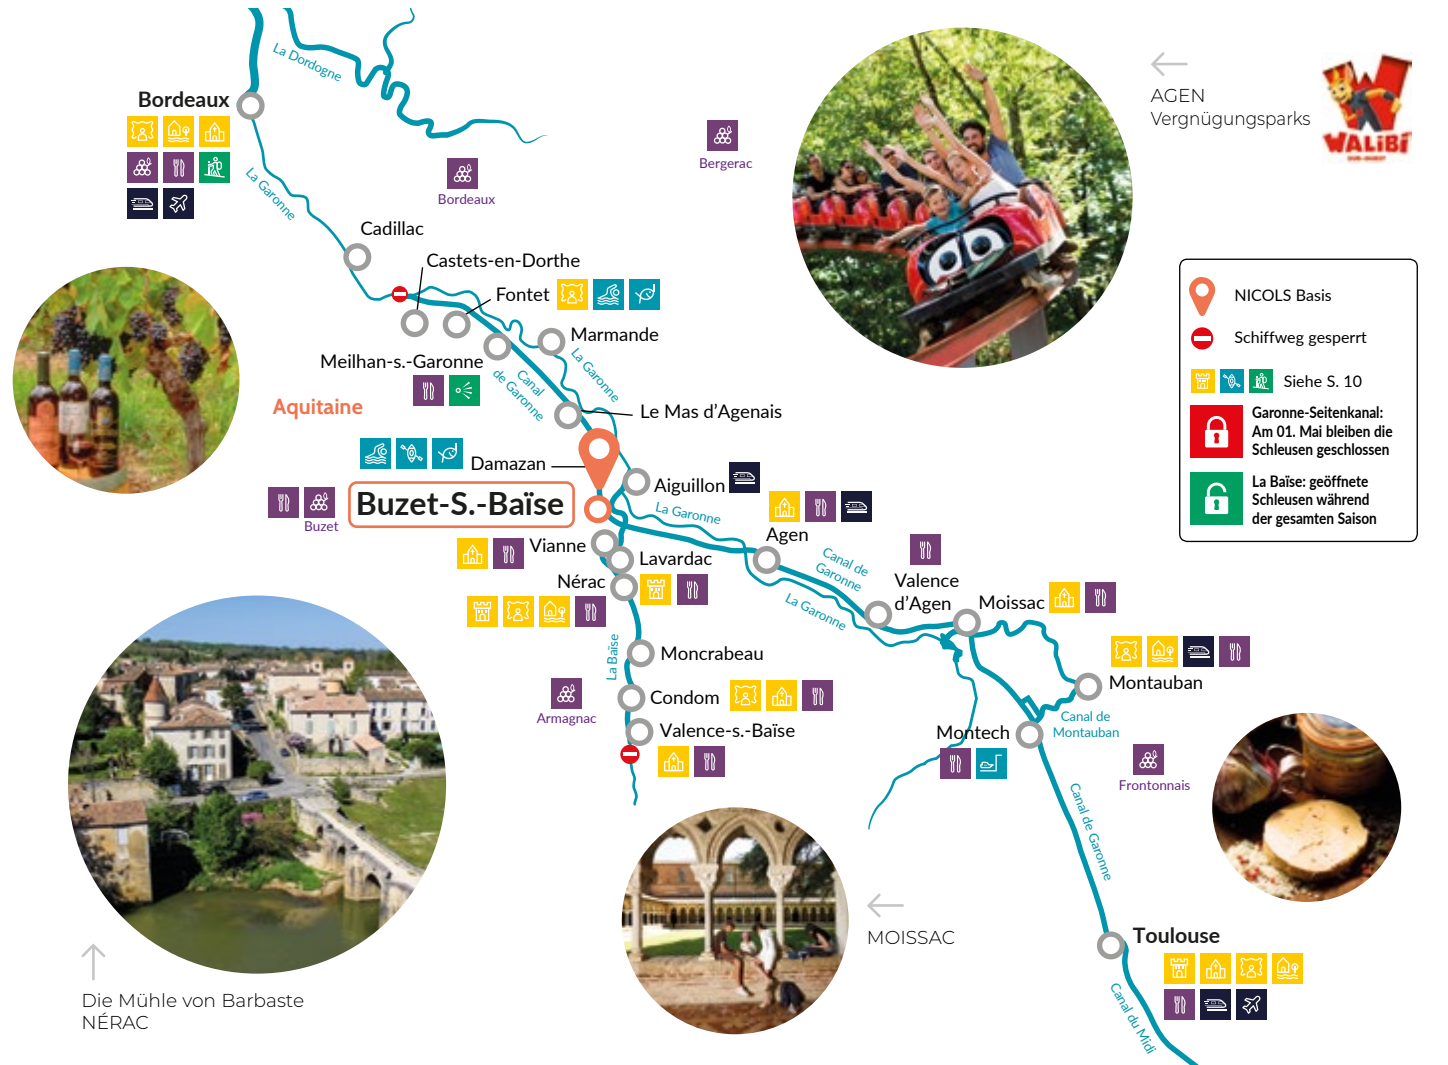 La Dordogne
Bordeaux
La Garonne
Bordeaux
Bergerac
AGEN
Vergnügungsparks
WALiBi
SUD-OUEST
Cadillac
Castets-en-Dorthe
Fontet
Marmande
Meilhan-s.-Garonne
La Garonne
Canal
de Garonne
Aquitaine
Le Mas d'Agenais
Damazan
Aiguillon
Buzet-S.-Baïse
Buzet
La Garonne
Agen
Vianne
Lavardac
Nérac
Canal de
Garonne
La Garonne
Valence
d'Agen
Moissac
La Baïse
Moncrabeau
Condom
Armagnac
Valence-s.-Baïse
Montauban
Montech
Canal de
Montauban
Frontonnais
Canal de Garonne
Toulouse
Canal du Midi
NICOLS Basis
Schiffweg gesperrt
Siehe S. 10
Garonne-Seitenkanal:
Am 01. Mai bleiben die
Schleusen geschlossen
La Baïse: geöffnete
Schleusen während
der gesamten Saison
MOISSAC
Die Mühle von Barbaste
NÉRAC